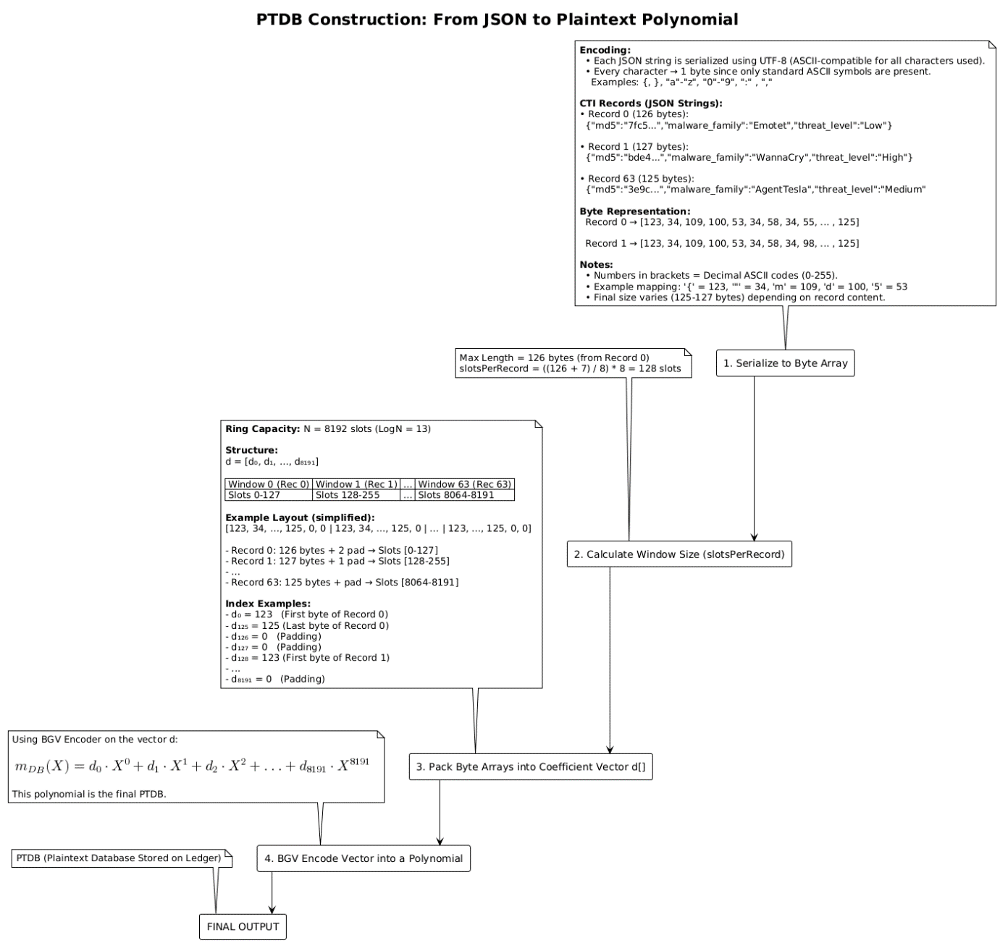 PTDB Construction: From JSON to Plaintext Polynomial
Encoding:
• Each JSON string is serialized using UTF-8 (ASCII-compatible for all characters used).
• Every character → 1 byte since only standard ASCII symbols are present.
Examples: {, }, "a"-"z", "0"-"9", ":" , ","
CTI Records (JSON Strings):
• Record 0 (126 bytes):
{"md5":"7fc5...","malware_family":"Emotet","threat_level":"Low"}
• Record 1 (127 bytes):
{"md5":"bde4...","malware_family":"WannaCry","threat_level":"High"}
• Record 63 (125 bytes):
{"md5":"3e9c...","malware_family":"AgentTesla","threat_level":"Medium"
Byte Representation:
Record 0 → [123, 34, 109, 100, 53, 34, 58, 34, 55, ... , 125]
Record 1 → [123, 34, 109, 100, 53, 34, 58, 34, 98, ... , 125]
Notes:
• Numbers in brackets = Decimal ASCII codes (0-255).
• Example mapping: '{' = 123, '"' = 34, 'm' = 109, 'd' = 100, '5' = 53
• Final size varies (125-127 bytes) depending on record content.
1. Serialize to Byte Array
Max Length = 126 bytes (from Record 0)
slotsPerRecord = ((126 + 7) / 8) * 8 = 128 slots
2. Calculate Window Size (slotsPerRecord)
Ring Capacity: N = 8192 slots (LogN = 13)
Structure:
d = [d₀, d₁, ..., d₈₁₉₁]
Window 0 (Rec 0) Window 1 (Rec 1) ... Window 63 (Rec 63)
Slots 0-127 Slots 128-255 ... Slots 8064-8191
Example Layout (simplified):
[123, 34, ..., 125, 0, 0 | 123, 34, ..., 125, 0 | ... | 123, ..., 125, 0, 0]
- Record 0: 126 bytes + 2 pad → Slots [0-127]
- Record 1: 127 bytes + 1 pad → Slots [128-255]
- ...
- Record 63: 125 bytes + pad → Slots [8064-8191]
Index Examples:
- d₀ = 123 (First byte of Record 0)
- d₁₂₅ = 125 (Last byte of Record 0)
- d₁₂₆ = 0 (Padding)
- d₁₂₇ = 0 (Padding)
- d₁₂₈ = 123 (First byte of Record 1)
- ...
- d₈₁₉₁ = 0 (Padding)
3. Pack Byte Arrays into Coefficient Vector d[]
Using BGV Encoder on the vector d:
m_{DB}(X) = d₀ · X⁰ + d₁ · X¹ + d₂ · X² + . . . + d₈₁₉₁ · X⁸¹⁹¹
This polynomial is the final PTDB.
4. BGV Encode Vector into a Polynomial
PTDB (Plaintext Database Stored on Ledger)
FINAL OUTPUT